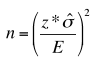 n = (z * σ̂ / E)²